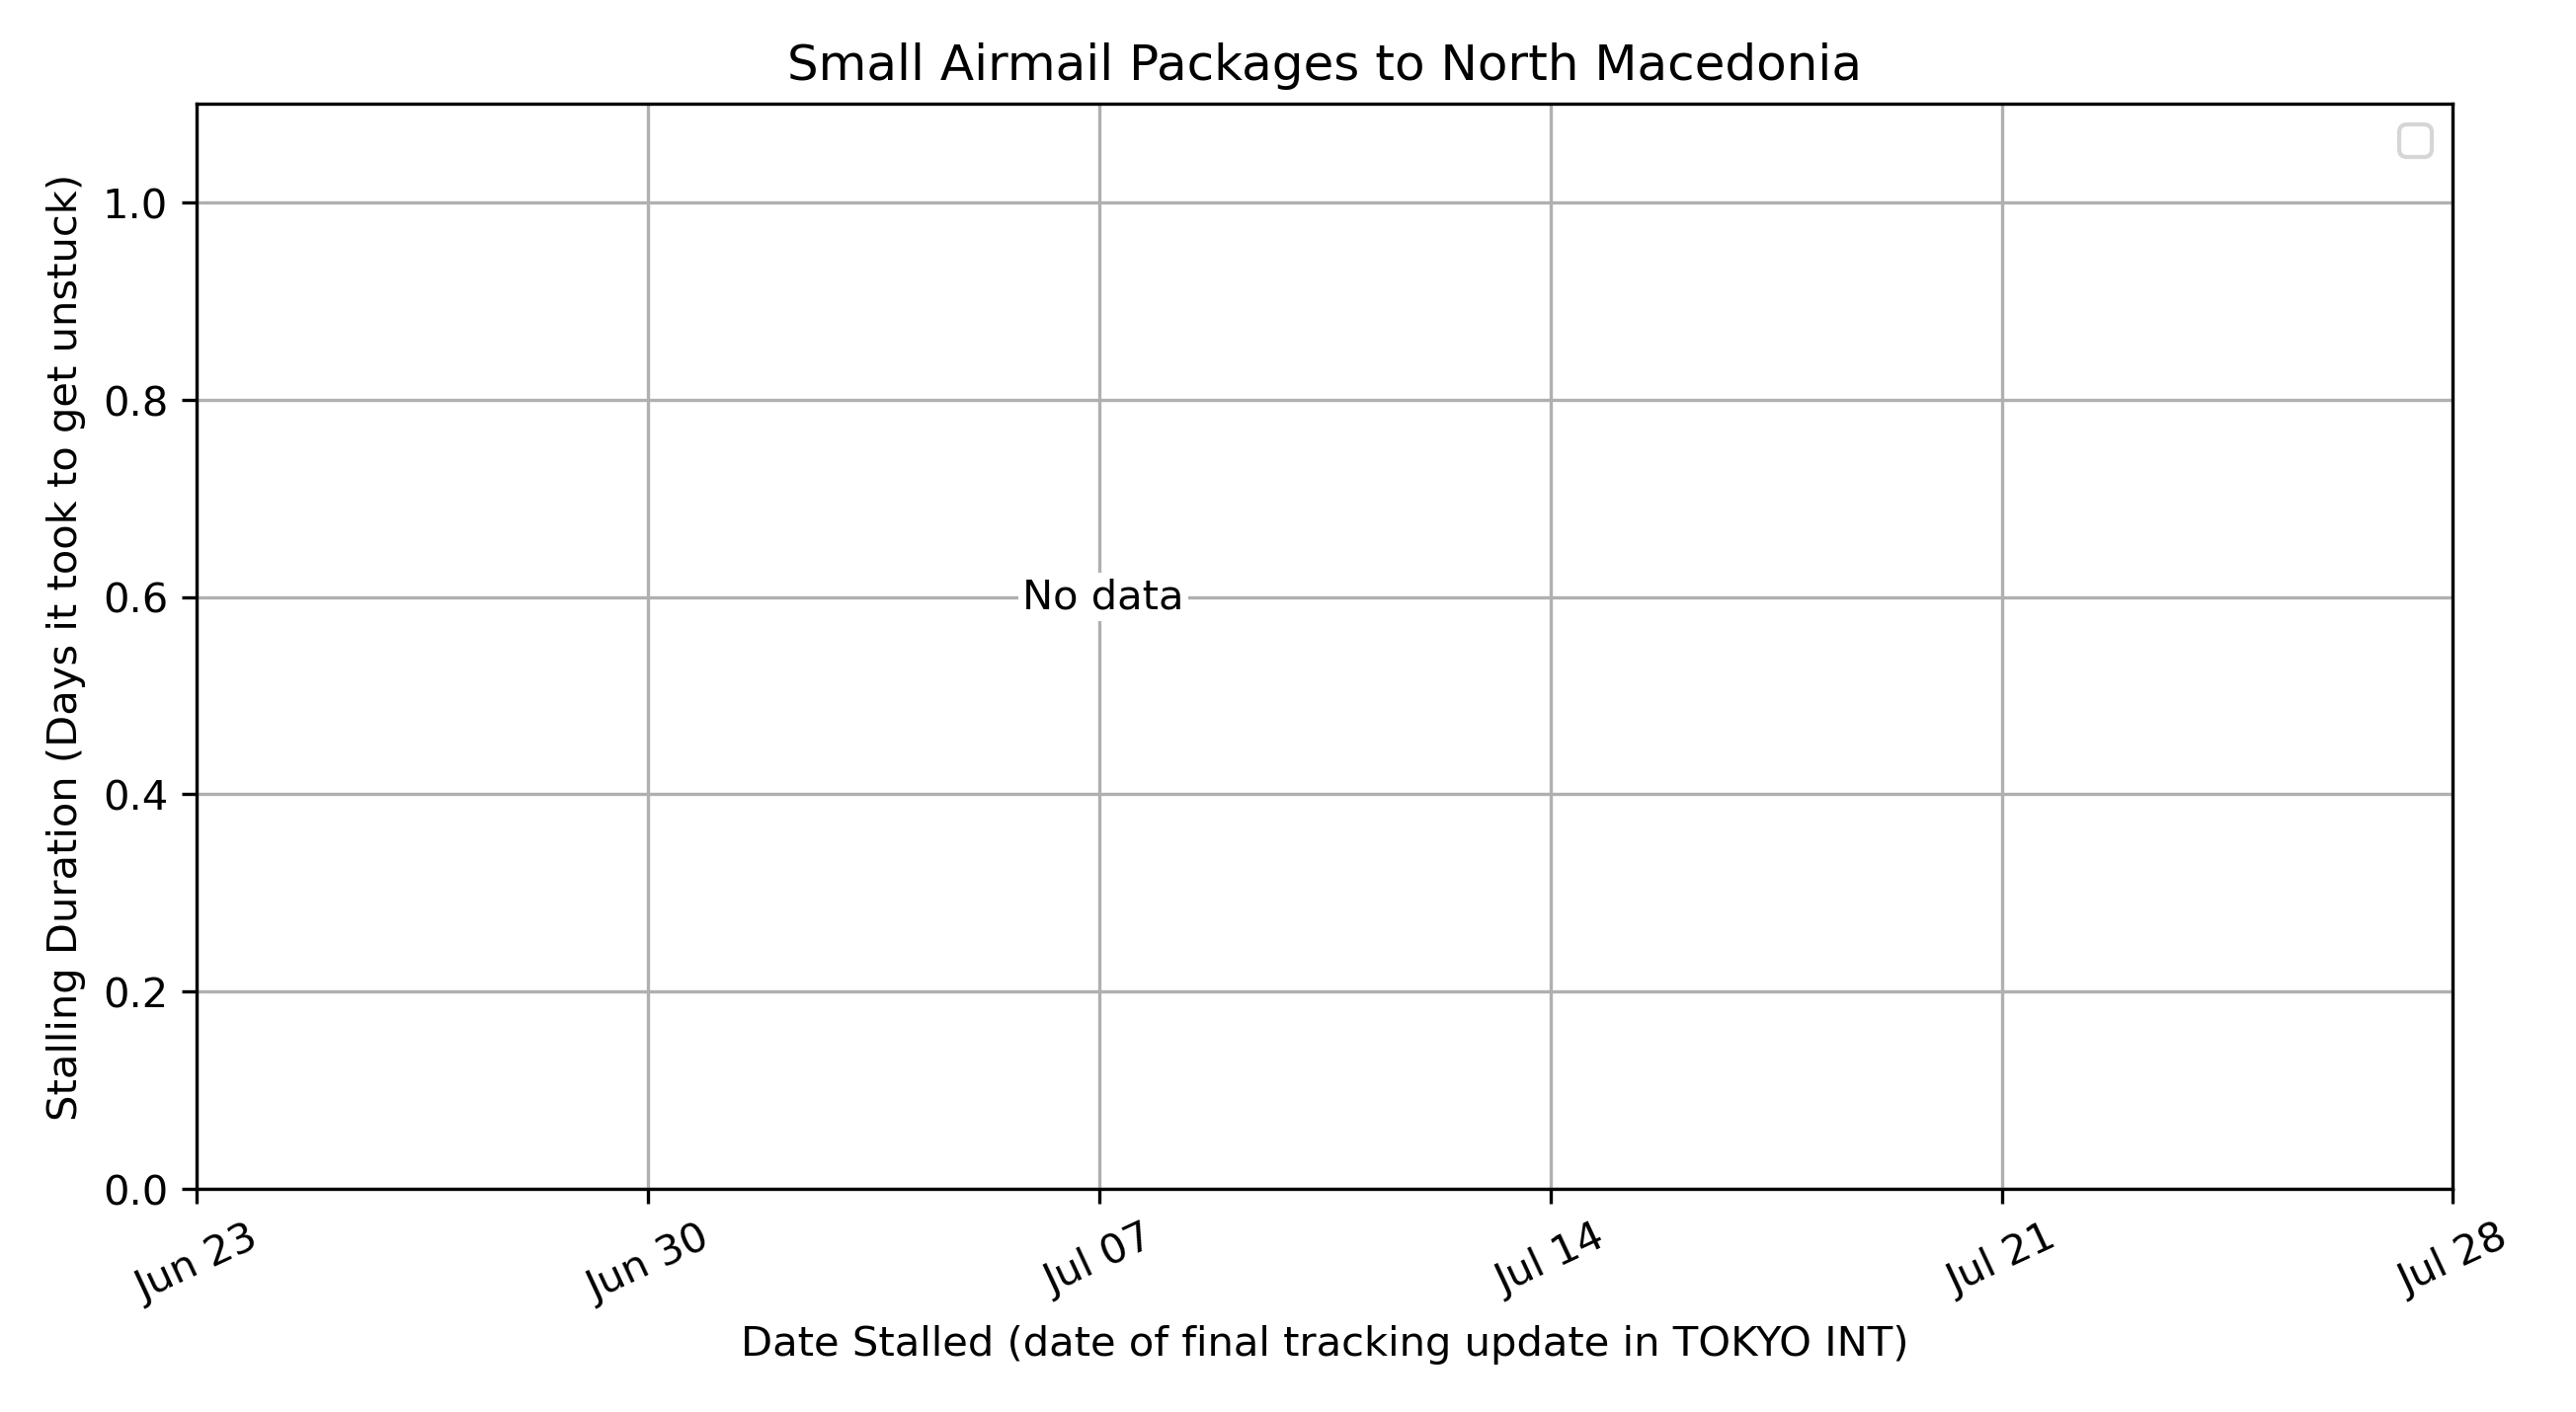 Small Airmail Packages to North Macedonia
Stalling Duration (Days it took to get unstuck)
1.0
0.8
0.6
0.4
0.2
0.0
No data
Jun 23
Jun 30
Jul 07
Jul 14
Jul 21
Jul 28
Date Stalled (date of final tracking update in TOKYO INT)